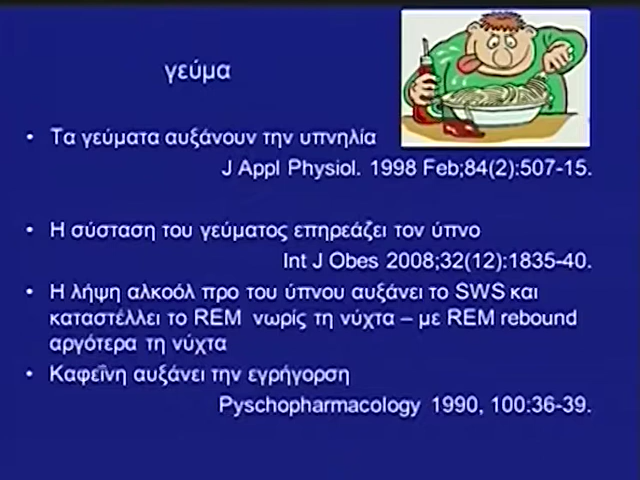 γεύμα
• Τα γεύματα αυξάνουν την υπνηλία
J Appl Physiol. 1998 Feb;84(2):507-15.
• Η σύσταση του γεύματος επηρεάζει τον ύπνο
Int J Obes 2008;32(12):1835-40.
• Η λήψη αλκοόλ προ του ύπνου αυξάνει το SWS και
καταστέλλει το REM νωρίς τη νύχτα – με REM rebound
αργότερα τη νύχτα
• Καφεΐνη αυξάνει την εγρήγορση
Pyschopharmacology 1990, 100:36-39.